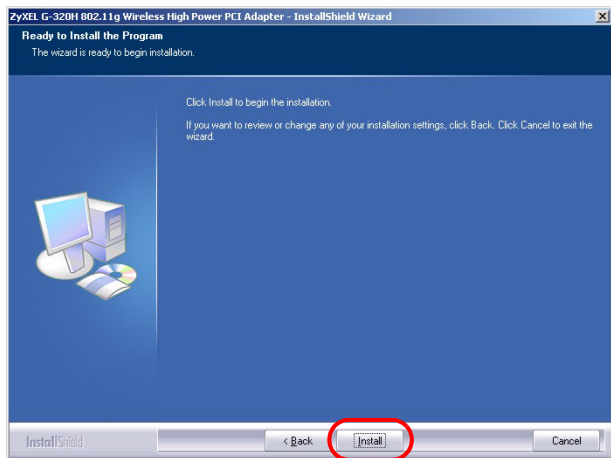 ZyXEL G-320H 802.11g Wireless High Power PCI Adapter - InstallShield Wizard
Ready to Install the Program
The wizard is ready to begin installation.
Click Install to begin the installation.
If you want to review or change any of your installation settings, click Back. Click Cancel to exit the
wizard.
InstallShield
< Back
Install
Cancel